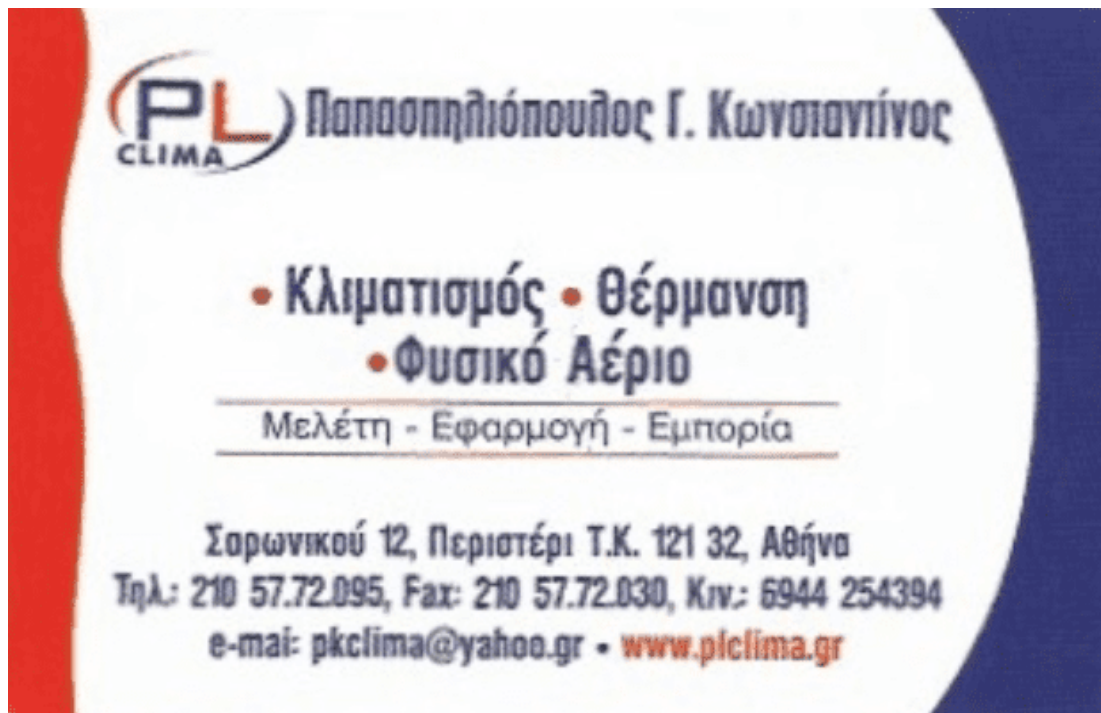 PL
CLIMA
Παπασπηλιόπουλος Γ. Κωνσταντίνος
• Κλιματισμός • Θέρμανση
• Φυσικό Αέριο
Μελέτη - Εφαρμογή - Εμπορία
Σαρωνικού 12, Περιστέρι Τ.Κ. 121 32, Αθήνα
Τηλ.: 210 57.72.095, Fax: 210 57.72.030, Κιν.: 6944 254394
e-mai: pkclima@yahoo.gr • www.plclima.gr